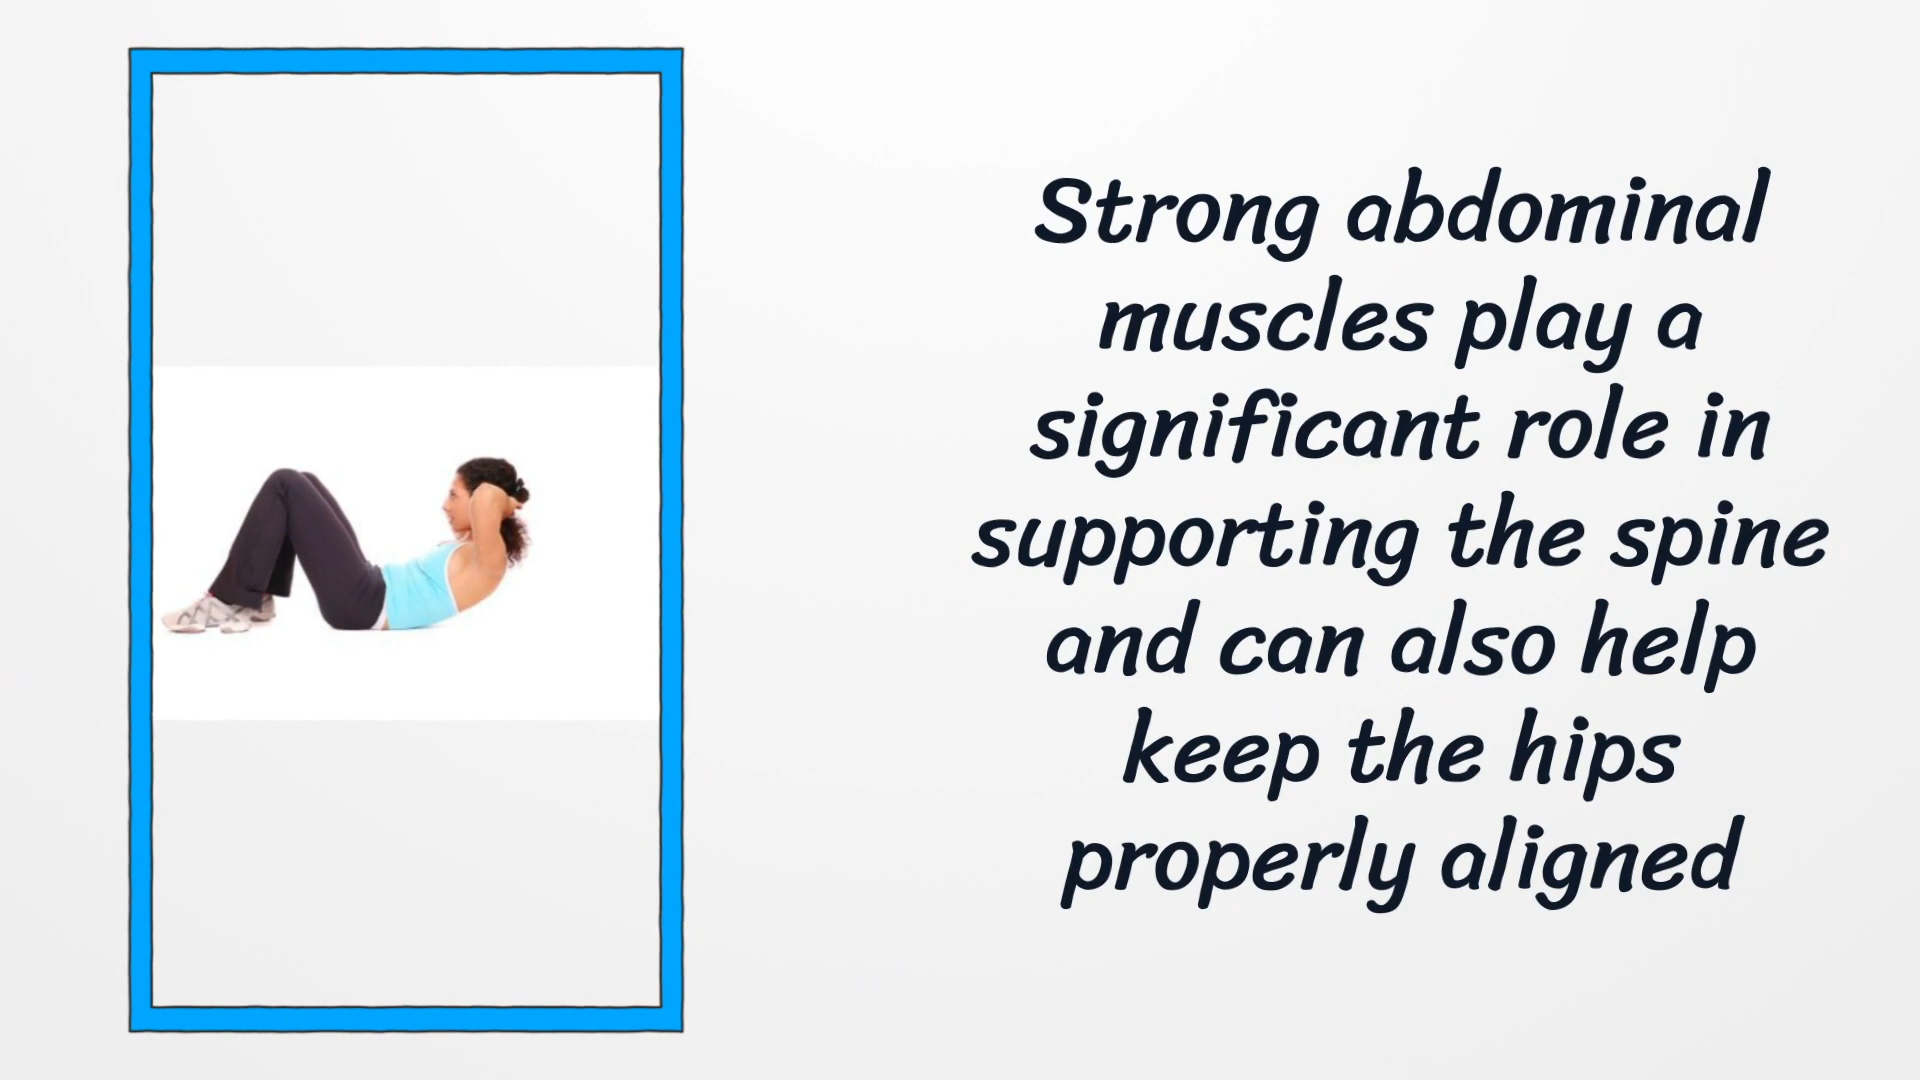 Strong abdominal
muscles play a
significant role in
supporting the spine
and can also help
keep the hips
properly aligned